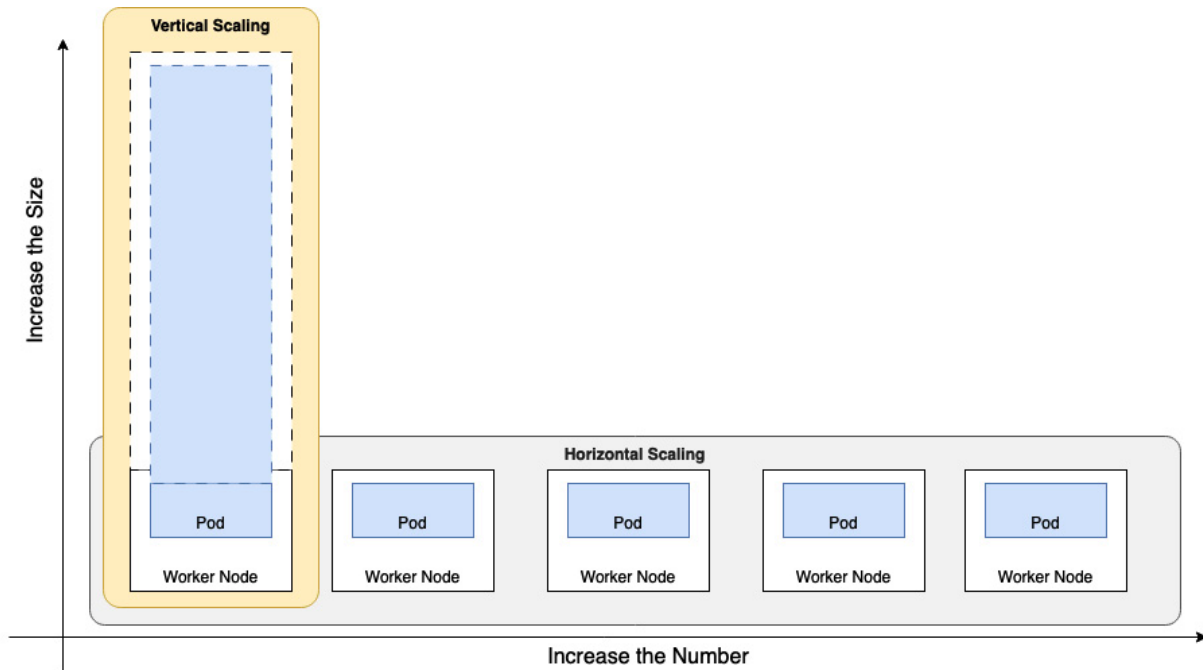 Vertical Scaling
Increase the Size
Horizontal Scaling
Pod
Pod
Pod
Pod
Pod
Worker Node
Worker Node
Worker Node
Worker Node
Worker Node
Increase the Number